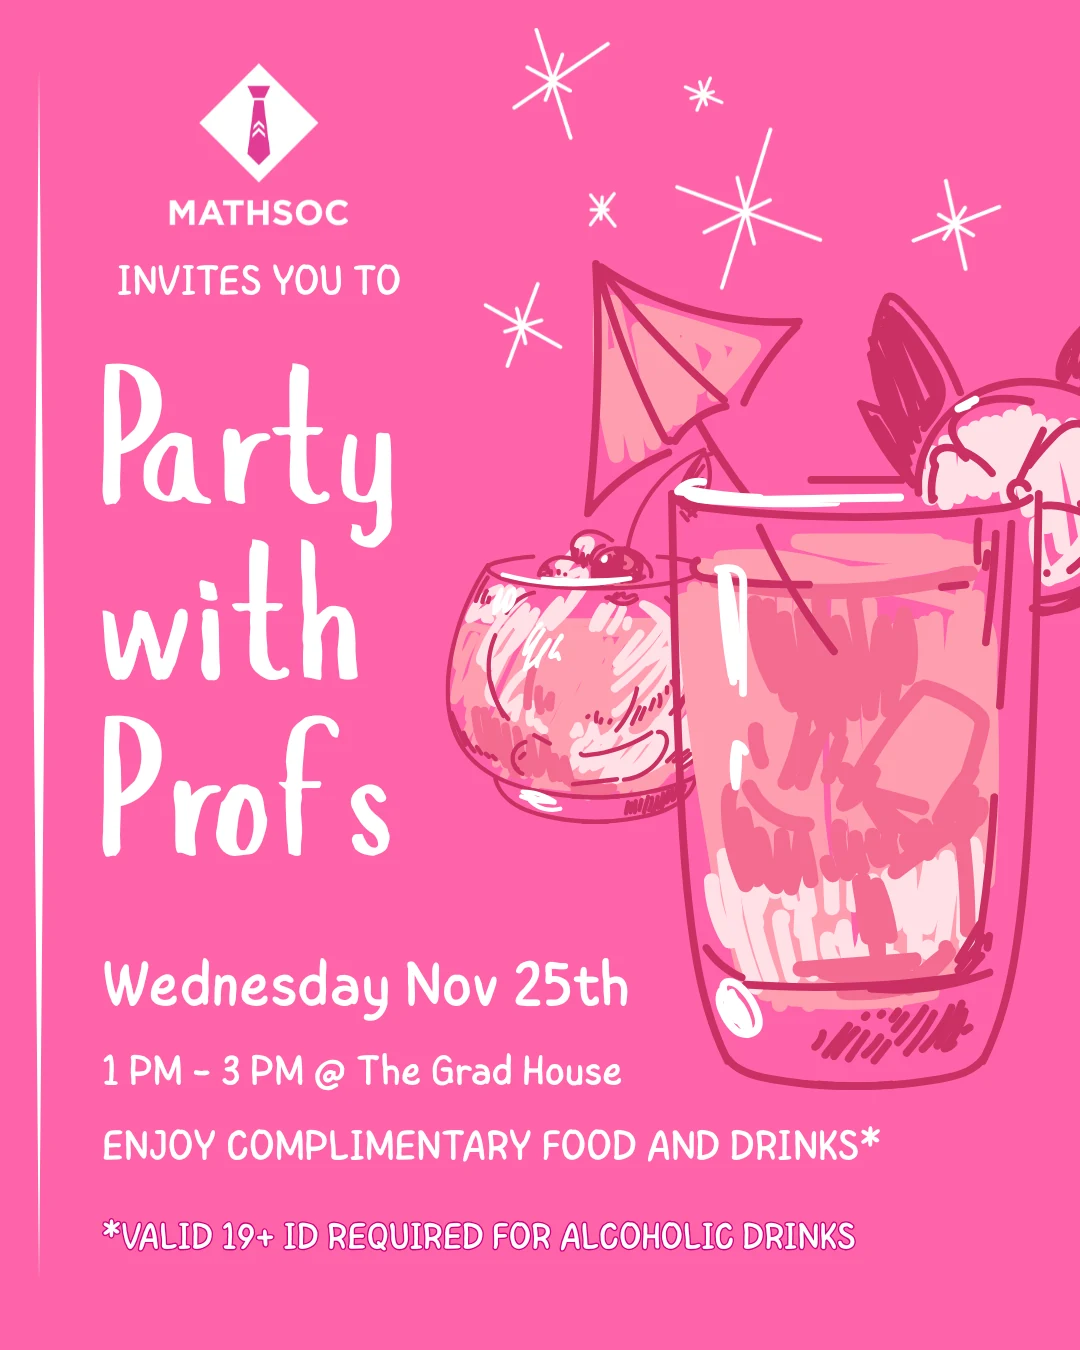 MATHSOC
INVITES YOU TO
Party
with
Profs
Wednesday Nov 25th
1 PM - 3 PM @ The Grad House
ENJOY COMPLIMENTARY FOOD AND DRINKS*
*VALID 19+ ID REQUIRED FOR ALCOHOLIC DRINKS